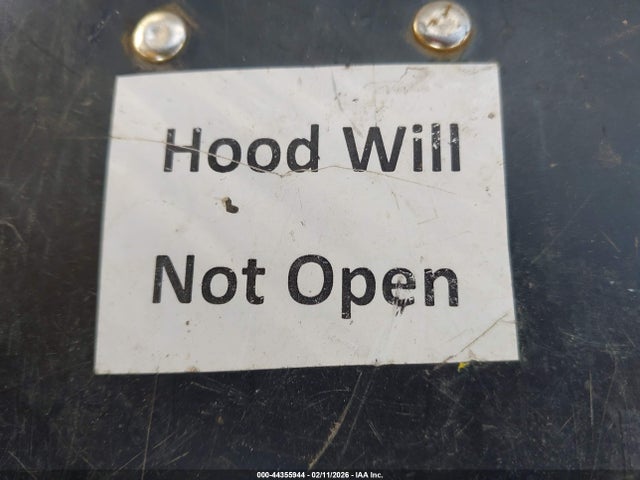 Hood Will
Not Open
000-44355944 - 02/11/2026 - IAA Inc.